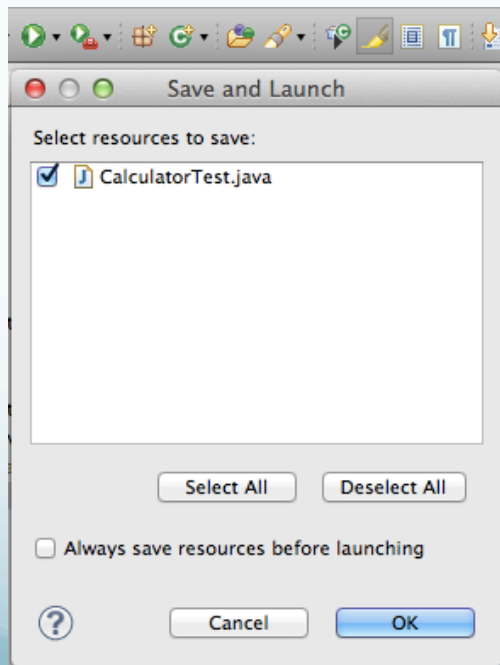 Save and Launch
Select resources to save:
CalculatorTest.java
Select All
Deselect All
Always save resources before launching
Cancel
OK